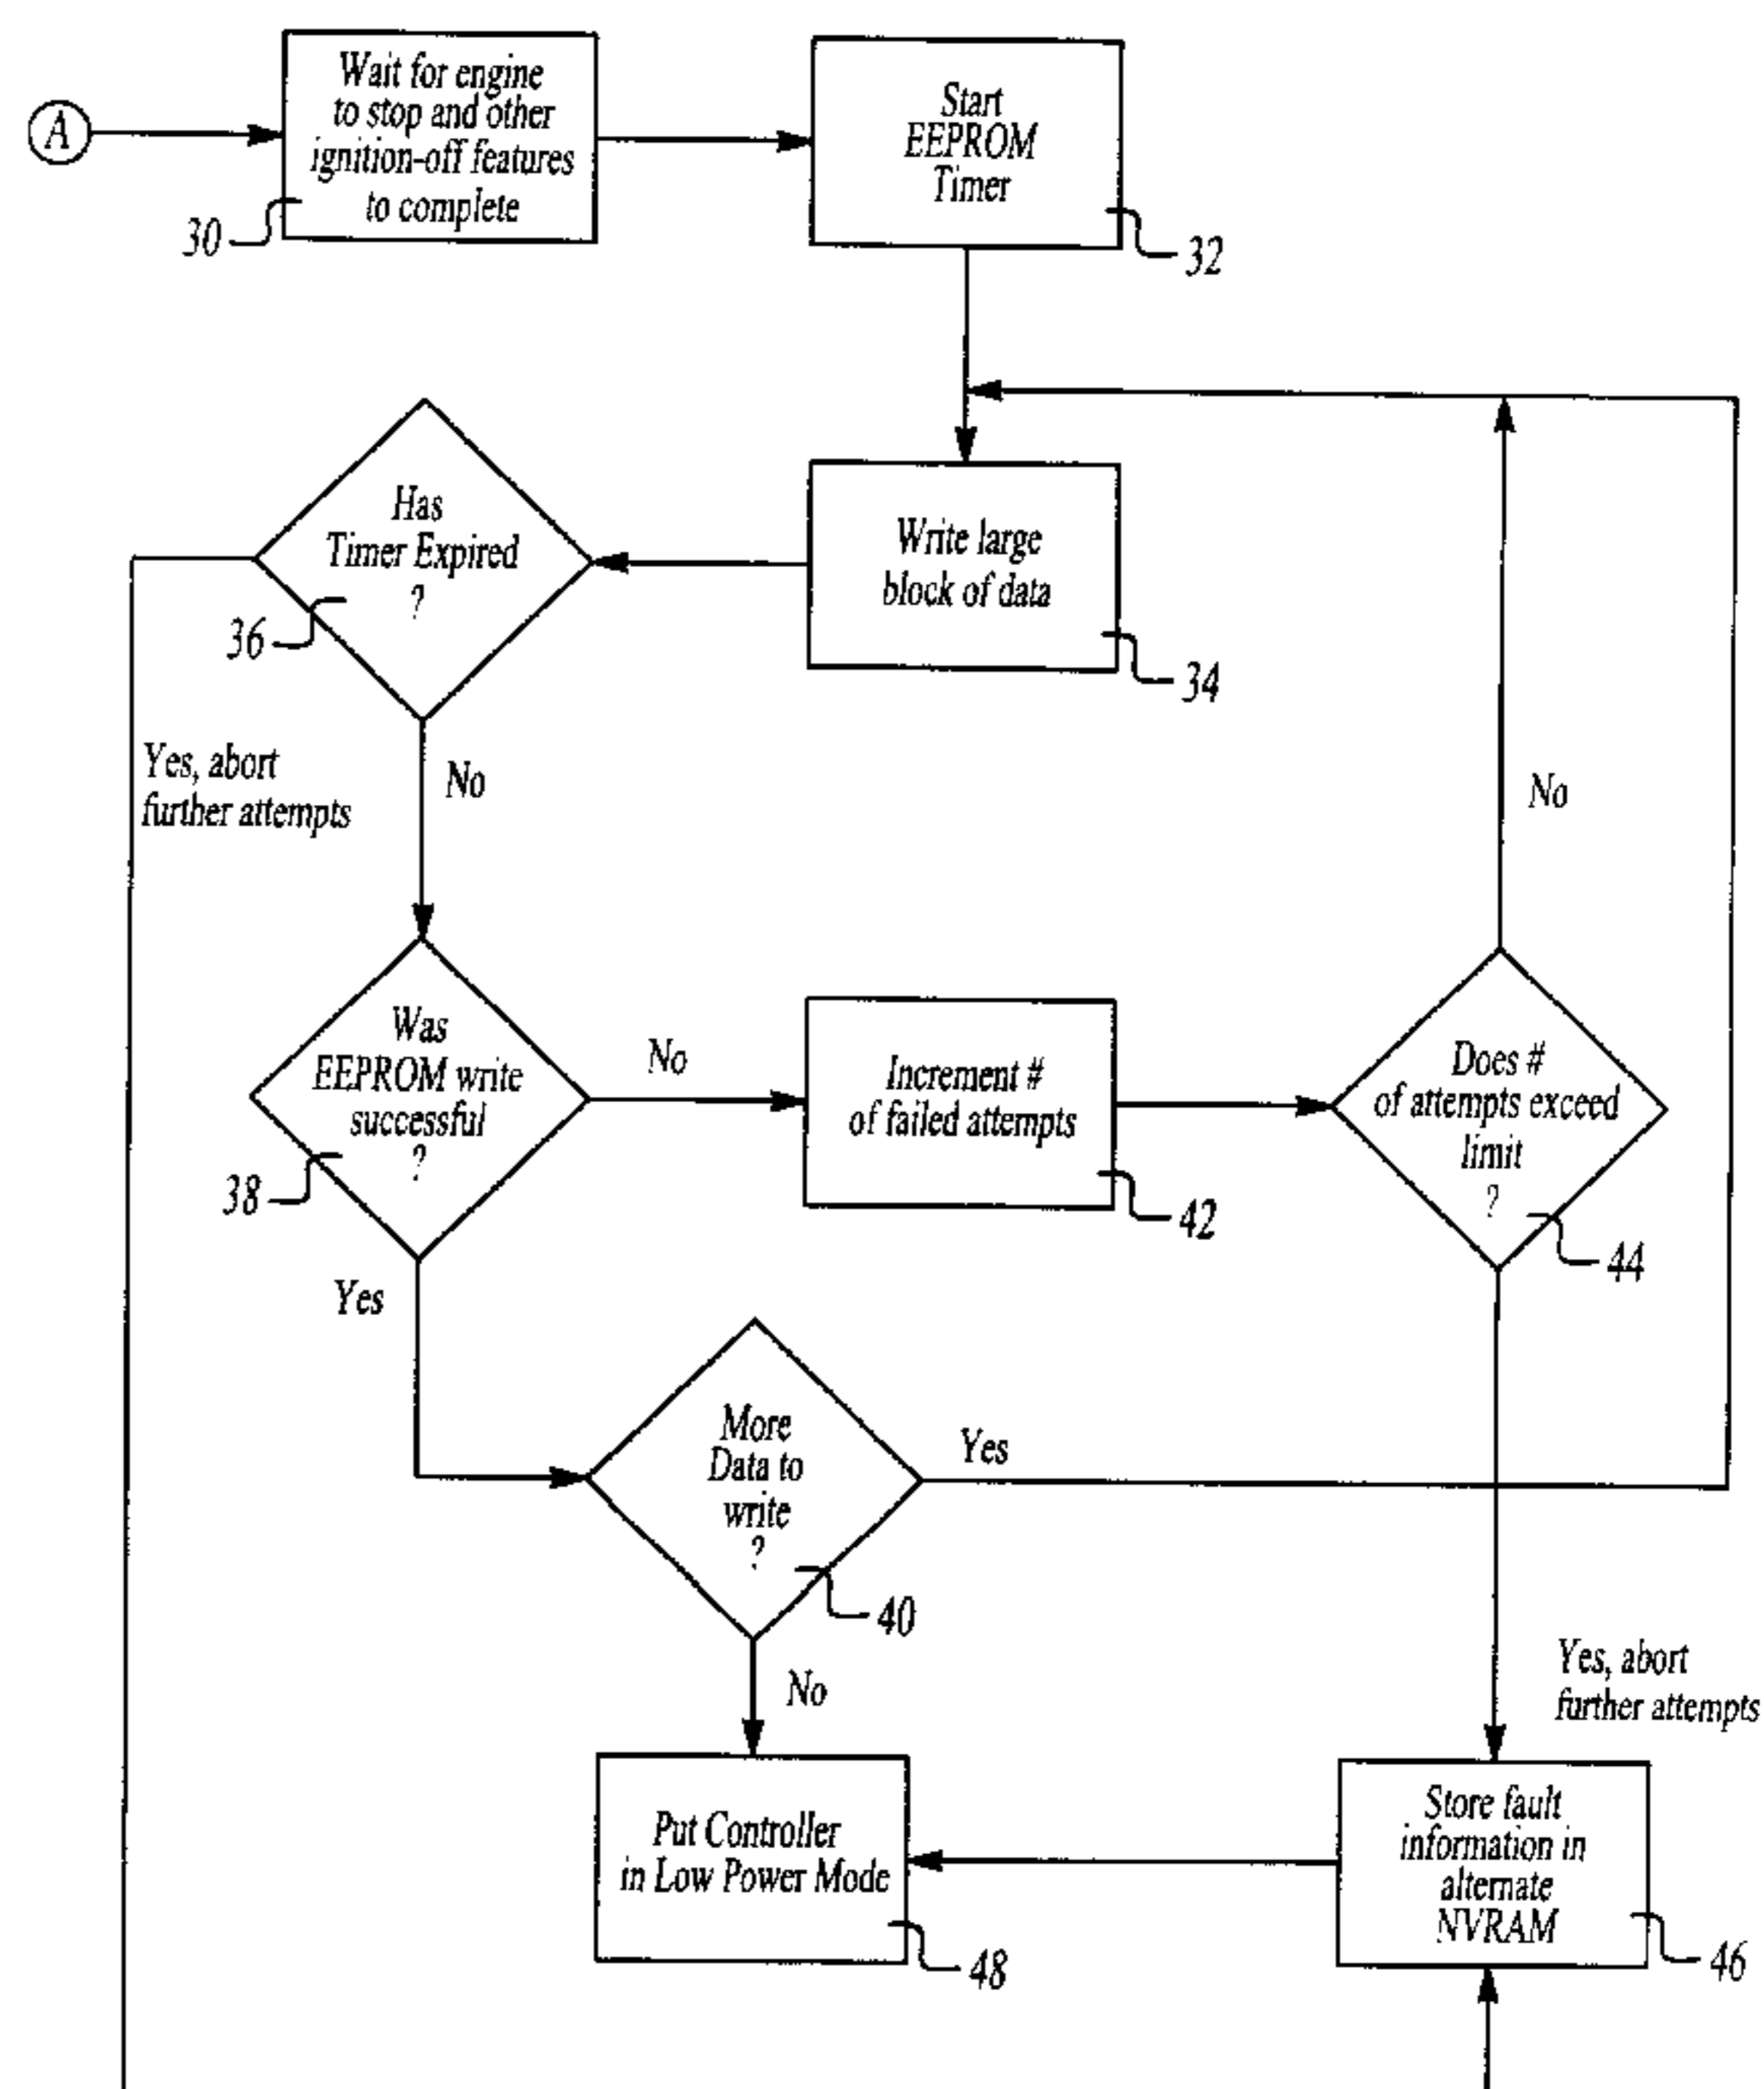 A
Wait for engine
to stop and other
ignition-off features
to complete
30
Start
EEPROM
Timer
32
Has
Timer Expired
?
36
Write large
block of data
34
Yes, abort
further attempts
No
No
Was
EEPROM write
successful
?
38
No
Increment #
of failed attempts
42
Does #
of attempts exceed
limit
?
44
Yes
More
Data to
write
?
40
Yes
No
Yes, abort
further attempts
Put Controller
in Low Power Mode
48
Store fault
information in
alternate
NVRAM
46